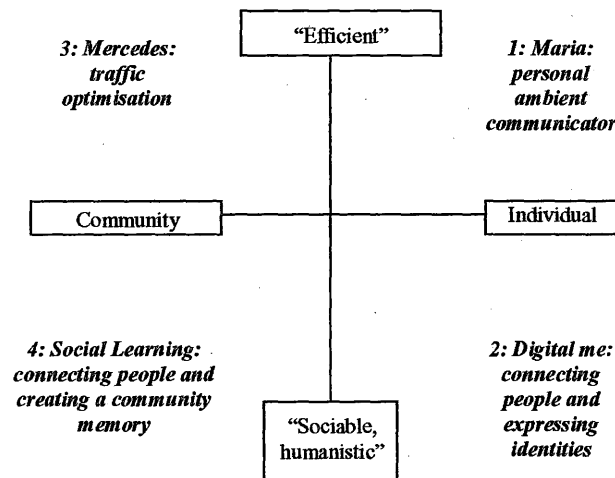 “Efficient”
3: Mercedes:
traffic
optimisation
1: Maria:
personal
ambient
communicator
Community
Individual
4: Social Learning:
connecting people and
creating a community
memory
2: Digital me:
connecting
people and
expressing
identities
“Sociable,
humanistic”